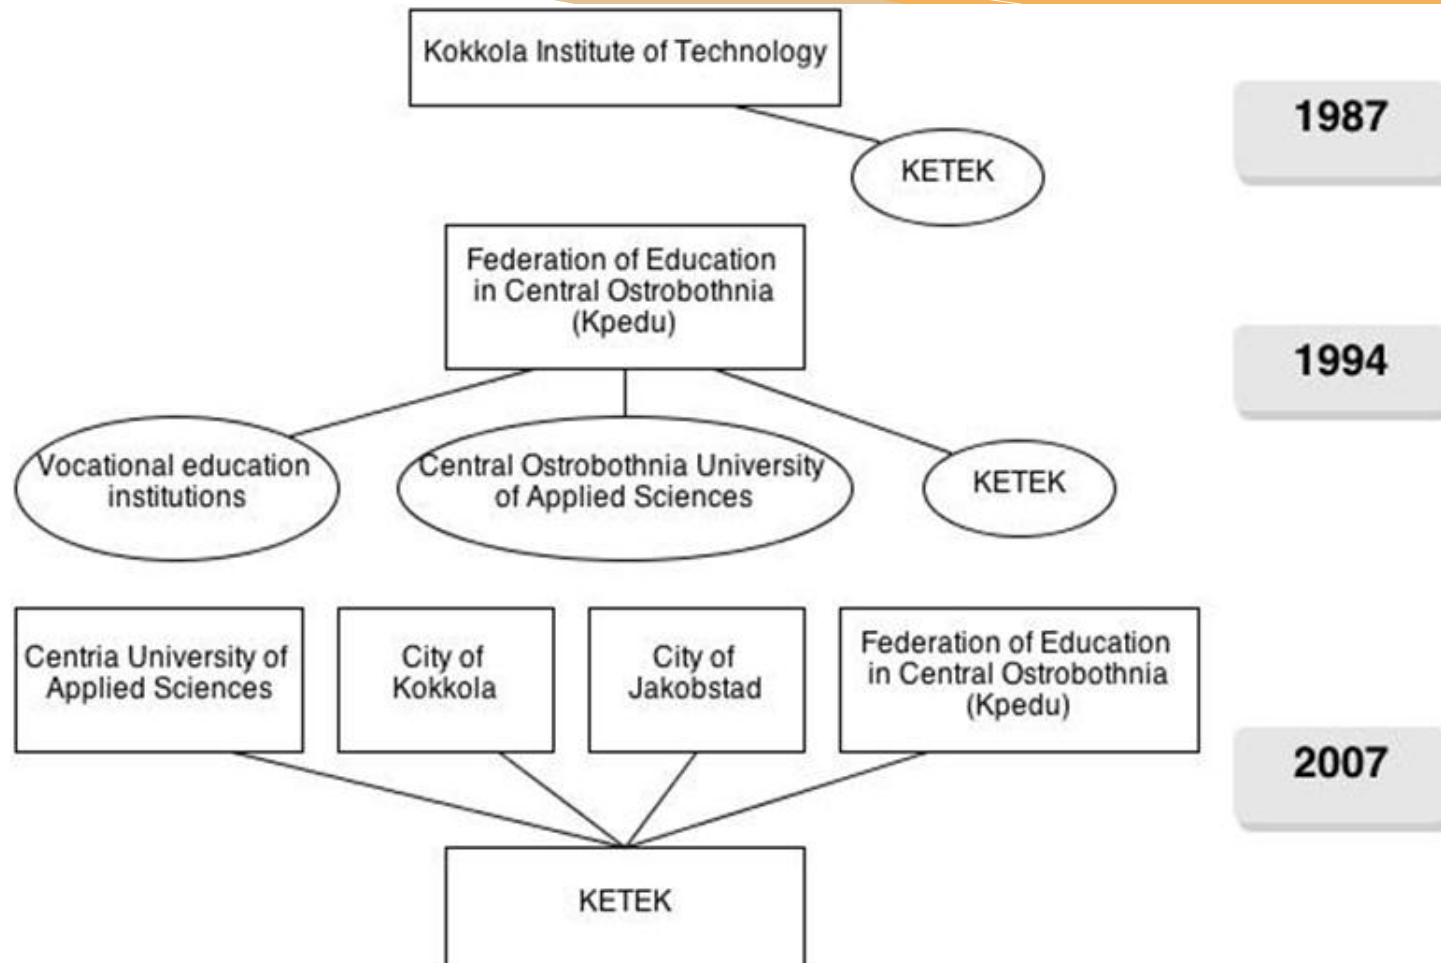 Kokkola Institute of Technology
1987
KETEK
Federation of Education
in Central Ostrobothnia
(Kpedu)
1994
Vocational education
institutions
Central Ostrobothnia University
of Applied Sciences
KETEK
Centria University of
Applied Sciences
City of
Kokkola
City of
Jakobstad
Federation of Education
in Central Ostrobothnia
(Kpedu)
2007
KETEK